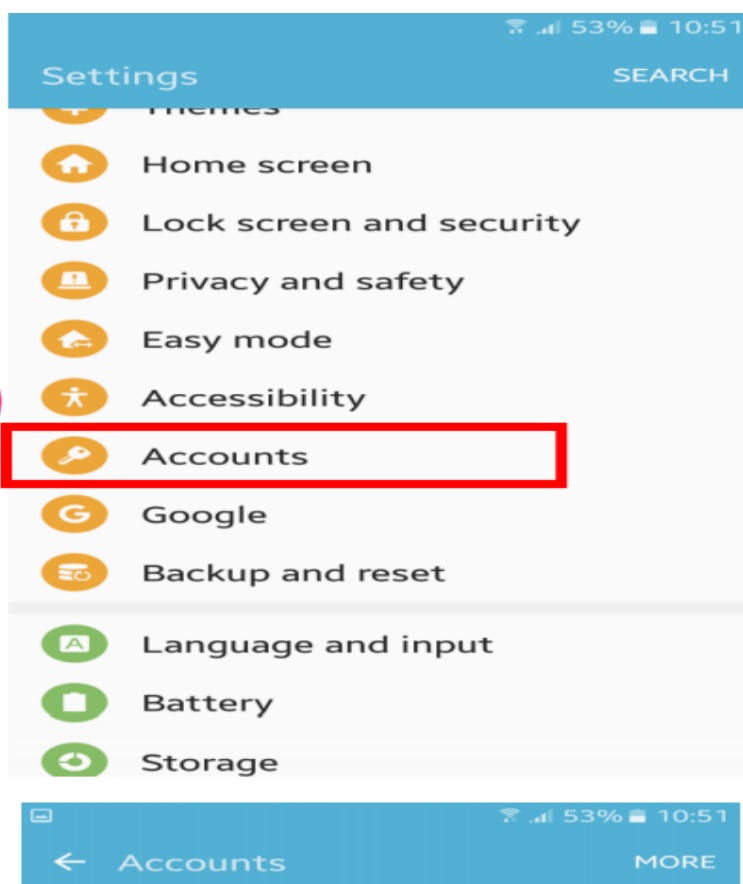 53% 10:51
Settings SEARCH
Themes
Home screen
Lock screen and security
Privacy and safety
Easy mode
Accessibility
Accounts
G Google
Backup and reset
A Language and input
Battery
Storage
53% 10:51
Accounts MORE